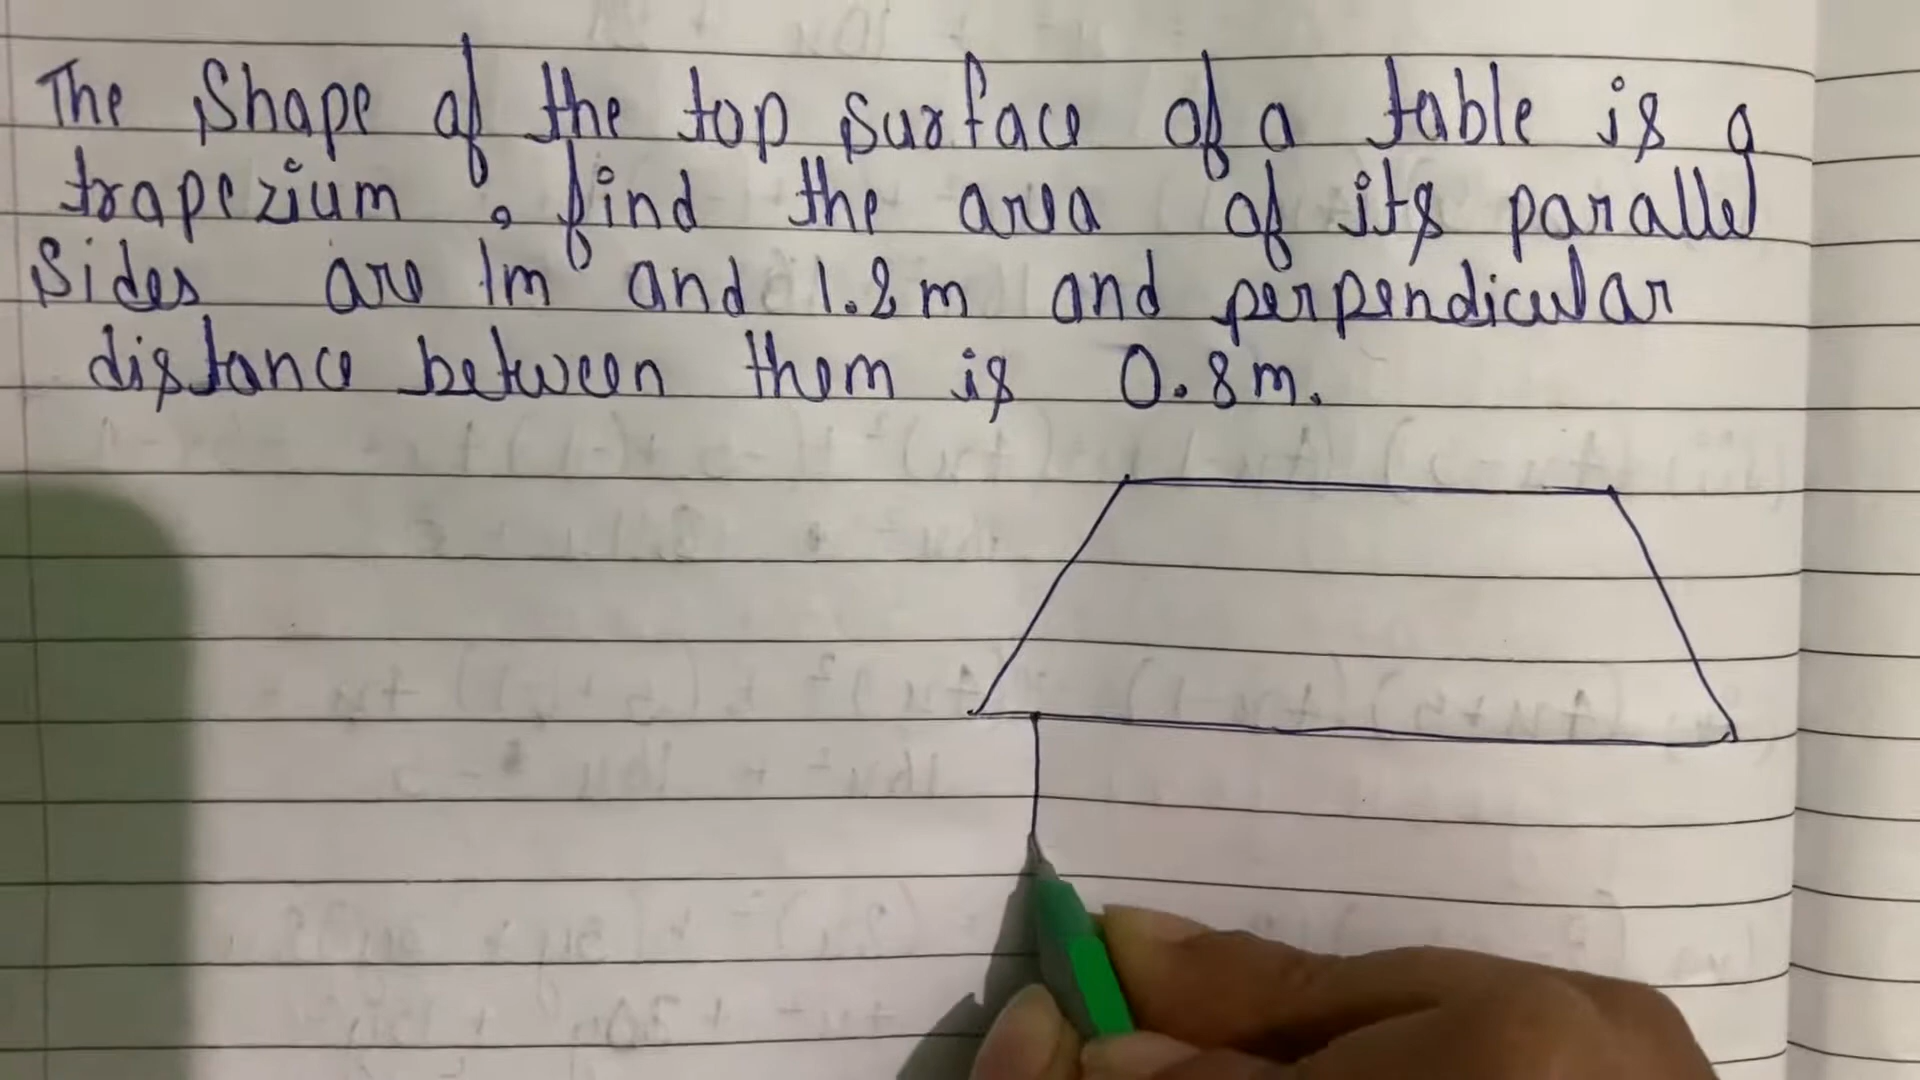 The Shape of the top surface of a table is a
trapezium, find the area of its parallel
Sides are 1m and 1.2m and perpendicular
distance between them is 0.8m.